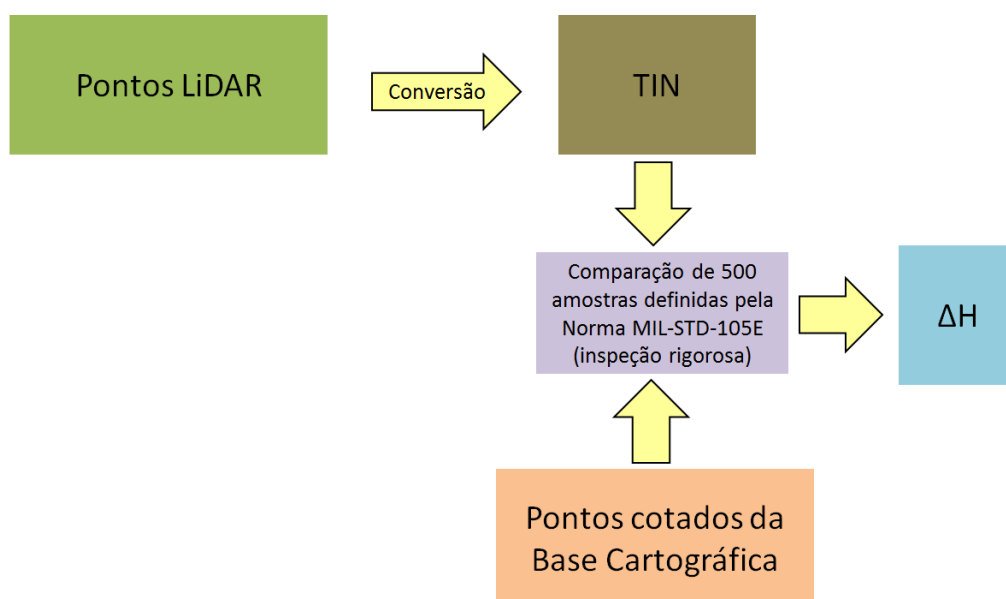 Pontos LiDAR
Conversão
TIN
Comparação de 500
amostras definidas pela
Norma MIL-STD-105E
(inspeção rigorosa)
ΔH
Pontos cotados da
Base Cartográfica